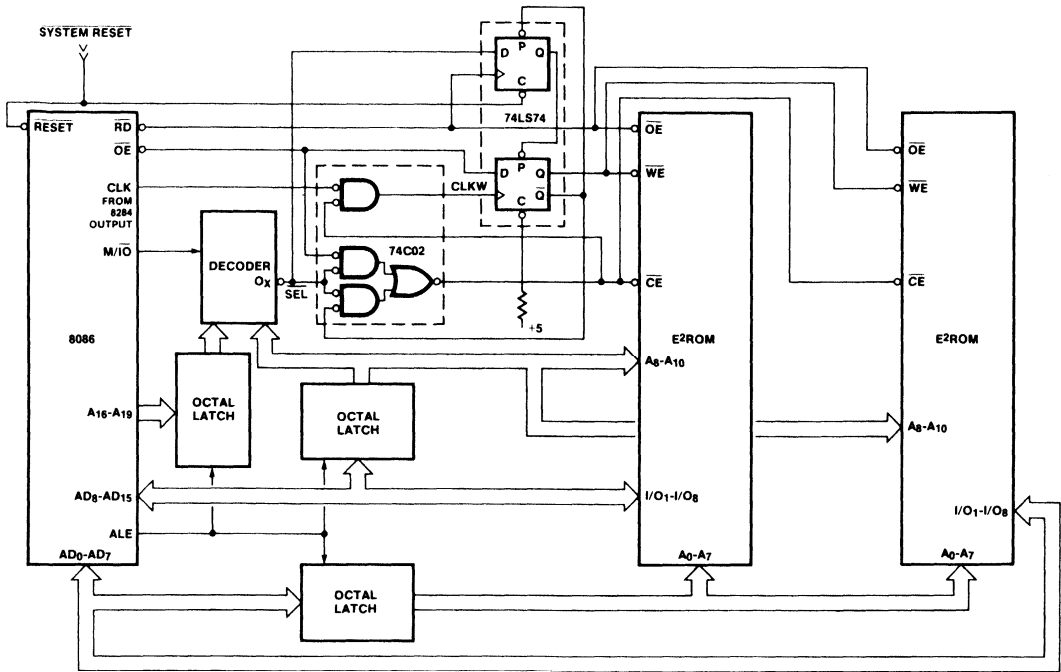 SYSTEM RESET
RESET
RD
OE
CLK
FROM
8284
OUTPUT
M/IO
8086
A16-A19
AD8-AD15
ALE
AD0-AD7
DECODER
OX
SEL
OCTAL
LATCH
OCTAL
LATCH
OCTAL
LATCH
74C02
CLKW
P
D
Q
C
74LS74
P
D
Q
Q
C
+5
OE
WE
CE
E2ROM
A8-A10
I/O1-I/O8
A0-A7
OE
WE
CE
E2ROM
A8-A10
I/O1-I/O8
A0-A7